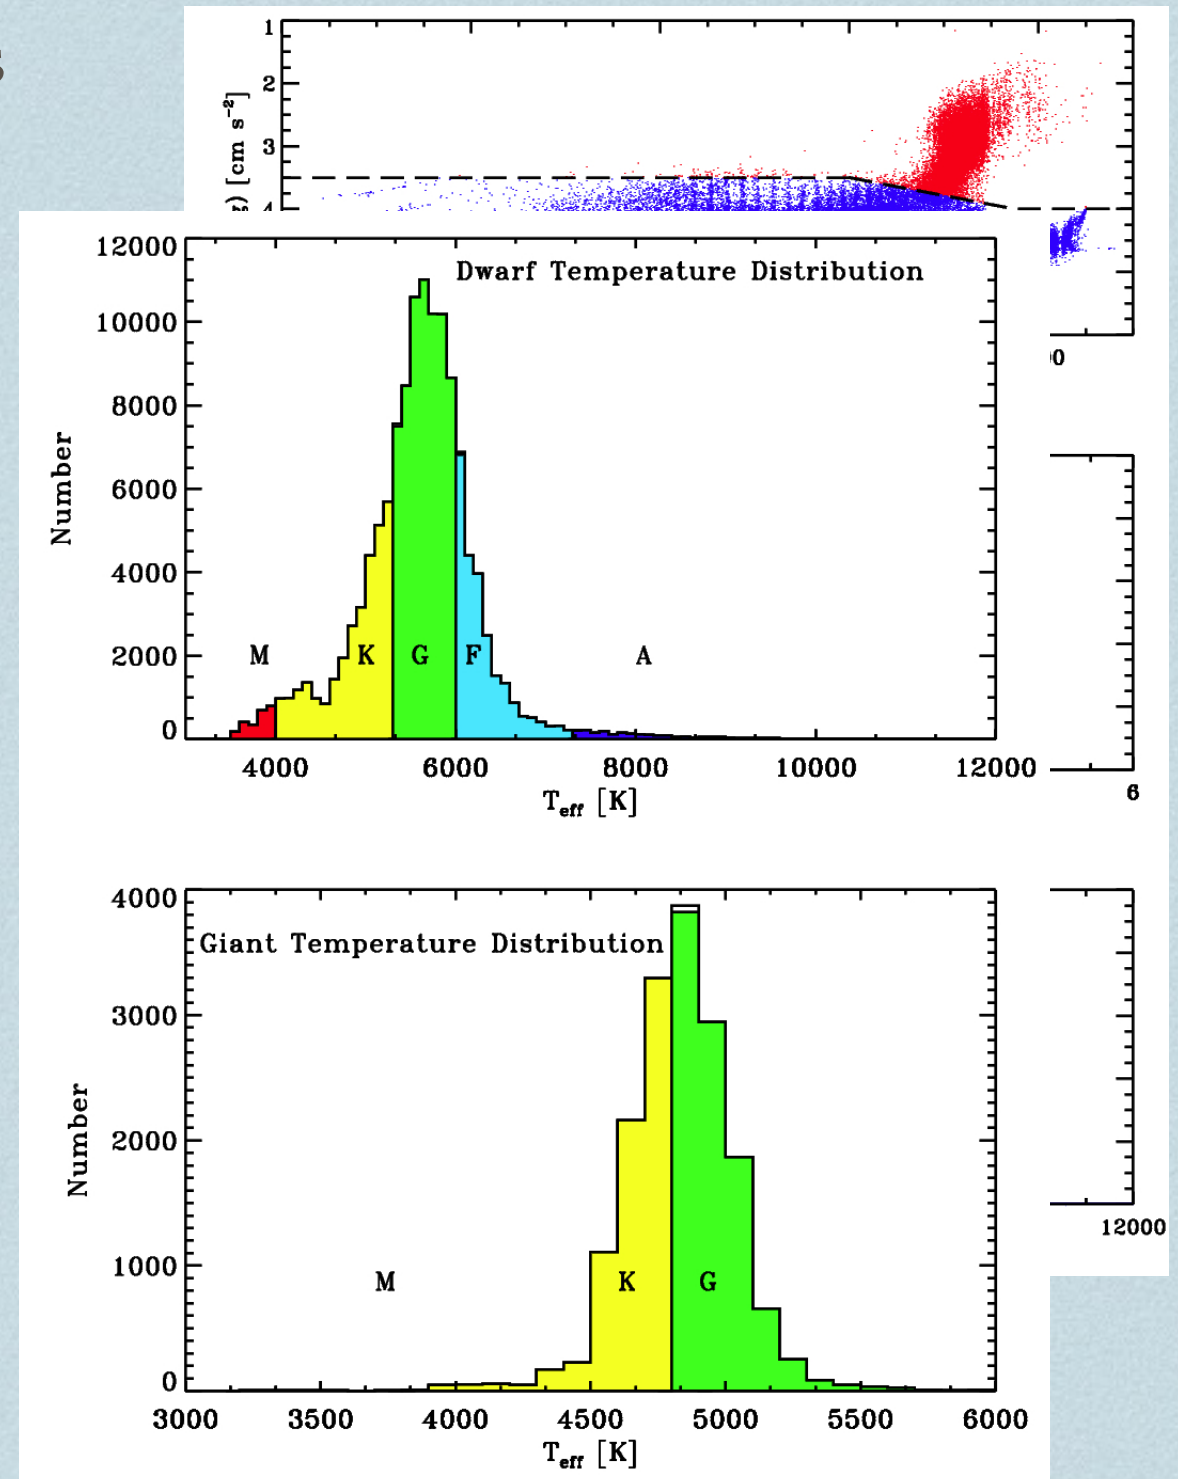 s
1
2
3
4
g) [cm s⁻²]
00
6
12000
Dwarf Temperature Distribution
12000
10000
8000
6000
4000
2000
0
Number
M K G F A
4000 6000 8000 10000 12000
Teff [K]
Giant Temperature Distribution
4000
3000
2000
1000
0
Number
M K G
3000 3500 4000 4500 5000 5500 6000
Teff [K]